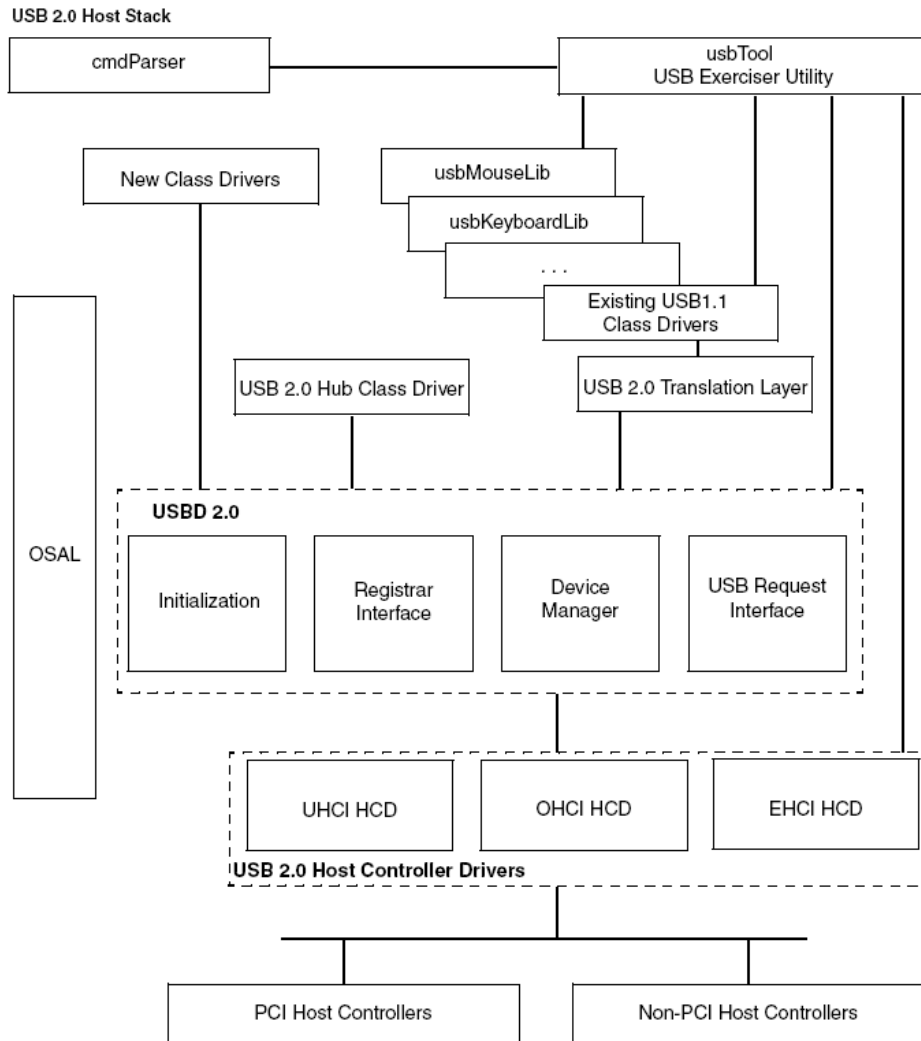 USB 2.0 Host Stack
cmdParser
usbTool
USB Exerciser Utility
New Class Drivers
usbMouseLib
usbKeyboardLib
. . .
Existing USB1.1
Class Drivers
USB 2.0 Hub Class Driver
USB 2.0 Translation Layer
OSAL
USBD 2.0
Initialization
Registrar
Interface
Device
Manager
USB Request
Interface
UHCI HCD
OHCI HCD
EHCI HCD
USB 2.0 Host Controller Drivers
PCI Host Controllers
Non-PCI Host Controllers